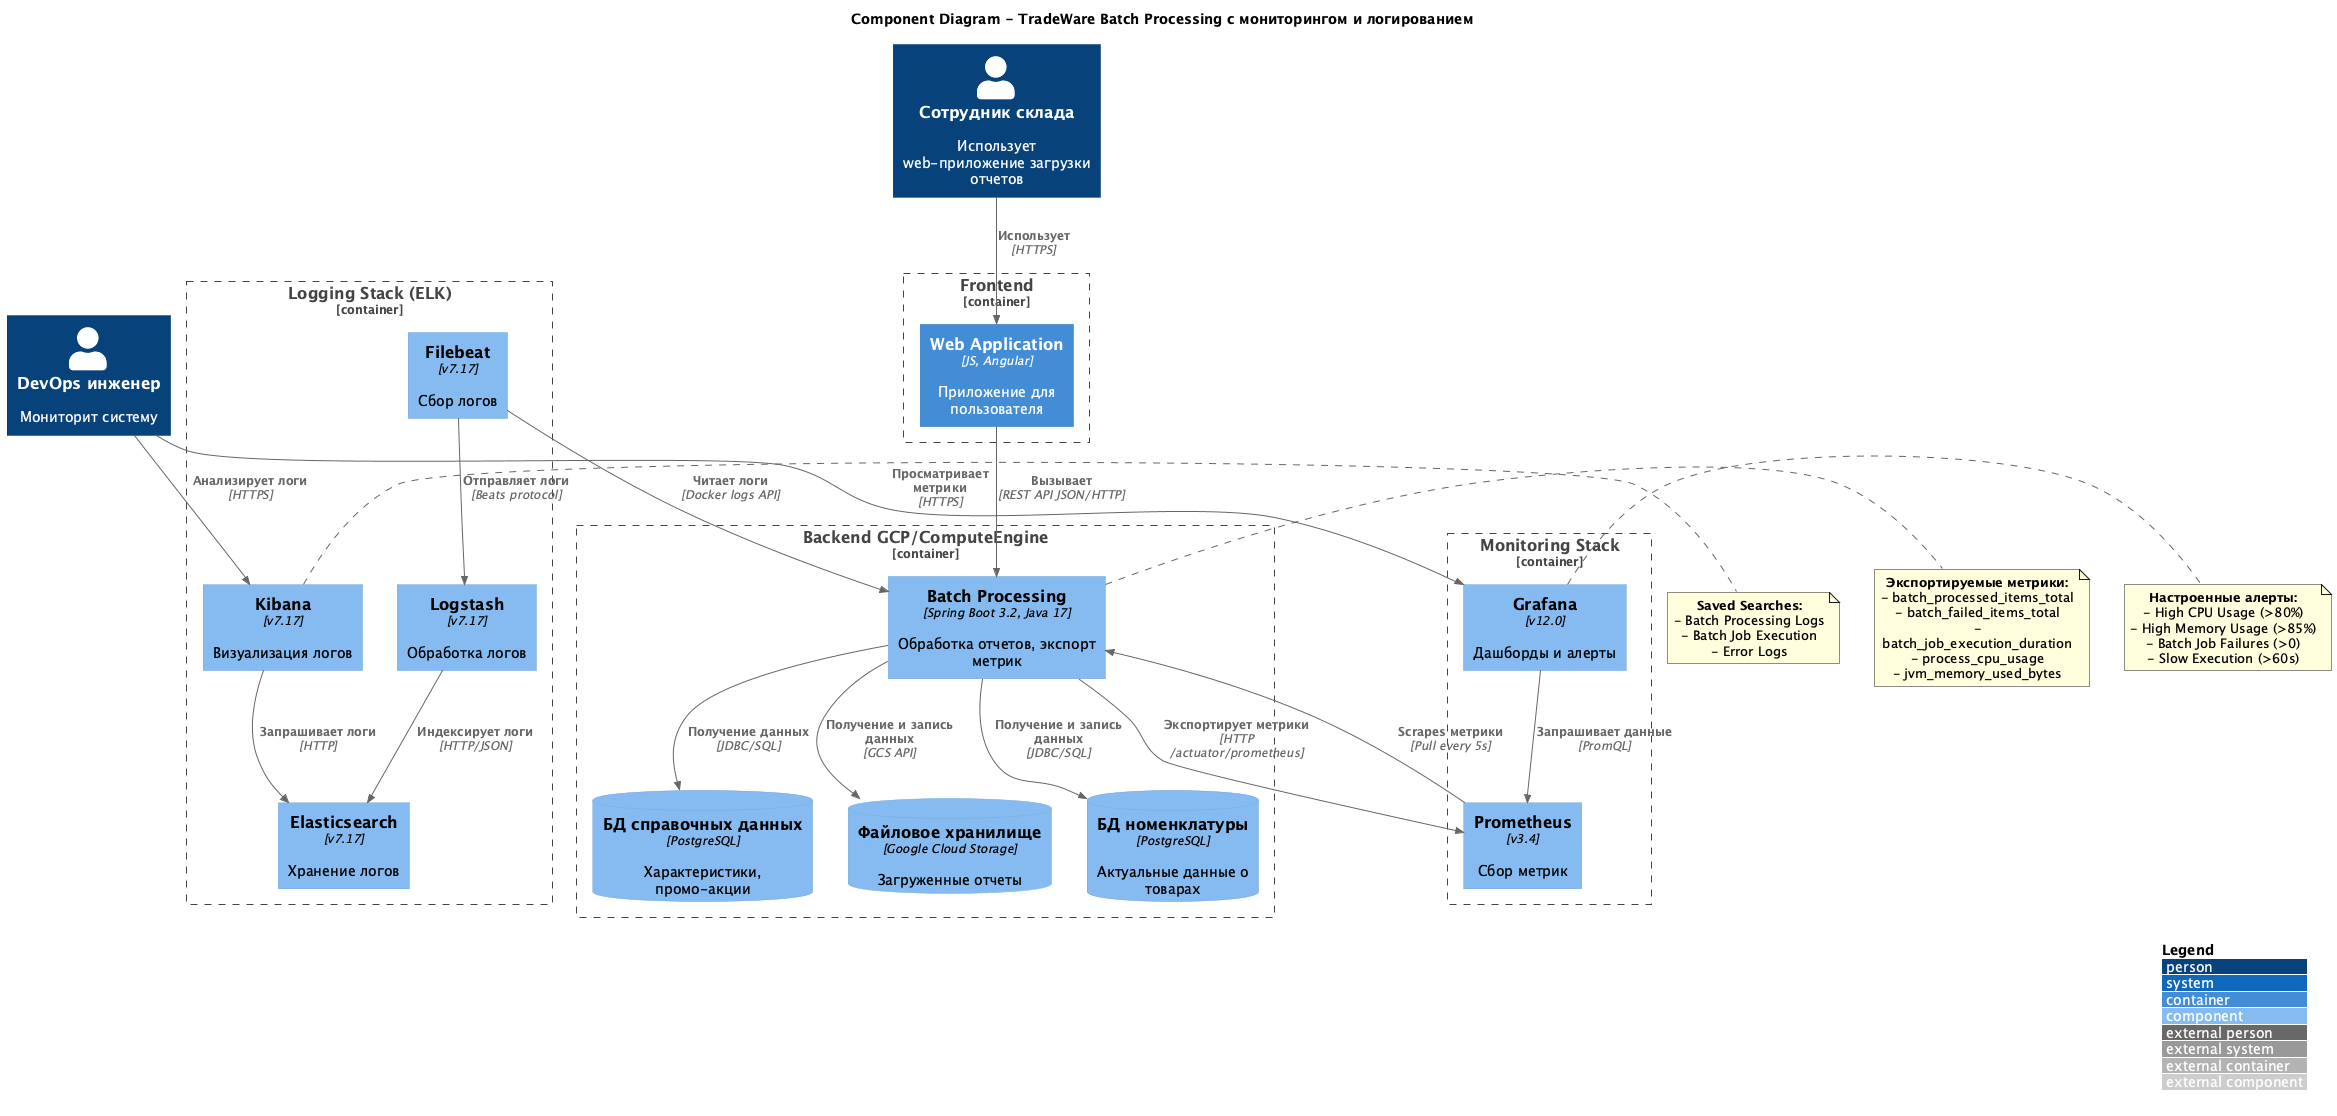 Component Diagram - TradeWare Batch Processing с мониторингом и логированием
Сотрудник склада
Использует
web-приложение загрузки
отчетов
Использует
[HTTPS]
Frontend
[container]
Web Application
[JS, Angular]
Приложение для
пользователя
Logging Stack (ELK)
[container]
Filebeat
[v7.17]
Сбор логов
DevOps инженер
Мониторит систему
Анализирует логи
[HTTPS]
Отправляет логи
[Beats protocol]
Читает логи
[Docker logs API]
Просматривает
метрики
[HTTPS]
Вызывает
[REST API JSON/HTTP]
Kibana
[v7.17]
Визуализация логов
Logstash
[v7.17]
Обработка логов
Запрашивает логи
[HTTP]
Индексирует логи
[HTTP/JSON]
Elasticsearch
[v7.17]
Хранение логов
Backend GCP/ComputeEngine
[container]
Batch Processing
[Spring Boot 3.2, Java 17]
Обработка отчетов, экспорт
метрик
Получение данных
[JDBC/SQL]
Получение и запись
данных
[GCS API]
Получение и запись
данных
[JDBC/SQL]
Экспортирует метрики
[HTTP
/actuator/prometheus]
Scrapes метрики
[Pull every 5s]
БД справочных данных
[PostgreSQL]
Характеристики,
промо-акции
Файловое хранилище
[Google Cloud Storage]
Загруженные отчеты
БД номенклатуры
[PostgreSQL]
Актуальные данные о
товарах
Monitoring Stack
[container]
Grafana
[v12.0]
Дашборды и алерты
Запрашивает данные
[PromQL]
Prometheus
[v3.4]
Сбор метрик
Saved Searches:
- Batch Processing Logs
- Batch Job Execution
- Error Logs
Экспортируемые метрики:
- batch_processed_items_total
- batch_failed_items_total
-
batch_job_execution_duration
- process_cpu_usage
- jvm_memory_used_bytes
Настроенные алерты:
- High CPU Usage (>80%)
- High Memory Usage (>85%)
- Batch Job Failures (>0)
- Slow Execution (>60s)
Legend
person
system
container
component
external person
external system
external container
external component